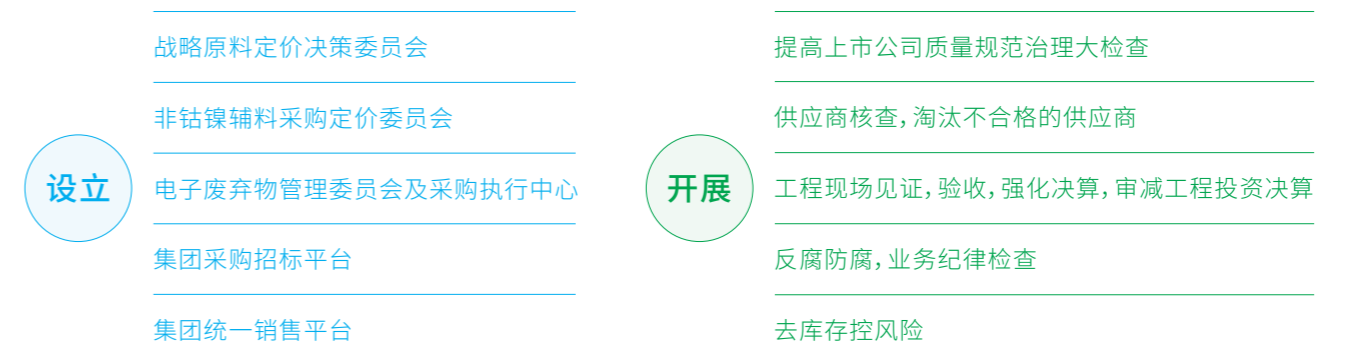 设立
战略原料定价决策委员会
非钴镍辅料采购定价委员会
电子废弃物管理委员会及采购执行中心
集团采购招标平台
集团统一销售平台
开展
提高上市公司质量规范治理大检查
供应商核查，淘汰不合格的供应商
工程现场见证，验收，强化决算，审减工程投资决算
反腐防腐，业务纪律检查
去库存控风险